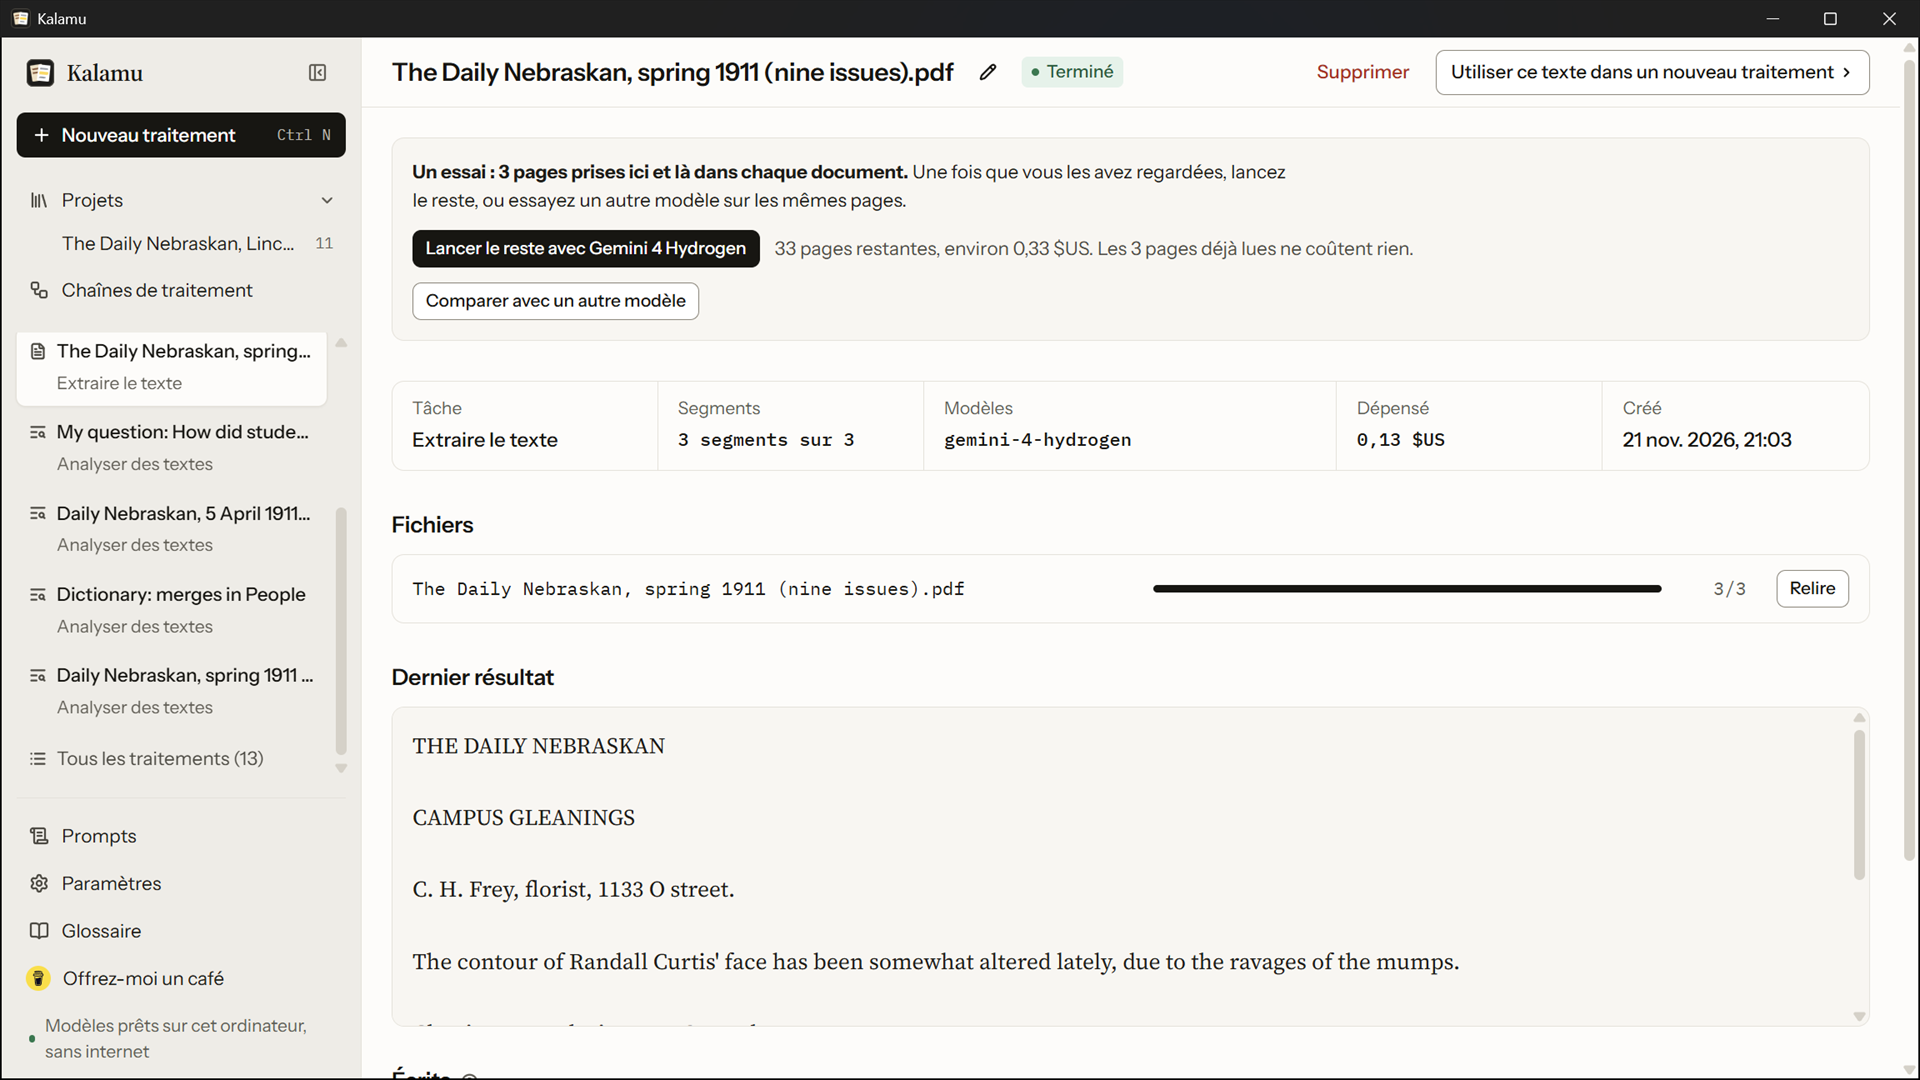 Kalamu
Kalamu
Nouveau traitement Ctrl N
Projets
The Daily Nebraskan, Linc... 11
Chaînes de traitement
The Daily Nebraskan, spring...
Extraire le texte
My question: How did stude...
Analyser des textes
Daily Nebraskan, 5 April 1911...
Analyser des textes
Dictionary: merges in People
Analyser des textes
Daily Nebraskan, spring 1911 ...
Analyser des textes
Tous les traitements (13)
Prompts
Paramètres
Glossaire
Offrez-moi un café
Modèles prêts sur cet ordinateur,
sans internet
The Daily Nebraskan, spring 1911 (nine issues).pdf
Terminé
Supprimer
Utiliser ce texte dans un nouveau traitement
Un essai : 3 pages prises ici et là dans chaque document. Une fois que vous les avez regardées, lancez
le reste, ou essayez un autre modèle sur les mêmes pages.
Lancer le reste avec Gemini 4 Hydrogen
33 pages restantes, environ 0,33 $US. Les 3 pages déjà lues ne coûtent rien.
Comparer avec un autre modèle
Tâche
Extraire le texte
Segments
3 segments sur 3
Modèles
gemini-4-hydrogen
Dépensé
0,13 $US
Créé
21 nov. 2026, 21:03
Fichiers
The Daily Nebraskan, spring 1911 (nine issues).pdf
3/3
Relire
Dernier résultat
THE DAILY NEBRASKAN
CAMPUS GLEANINGS
C. H. Frey, florist, 1133 O street.
The contour of Randall Curtis' face has been somewhat altered lately, due to the ravages of the mumps.